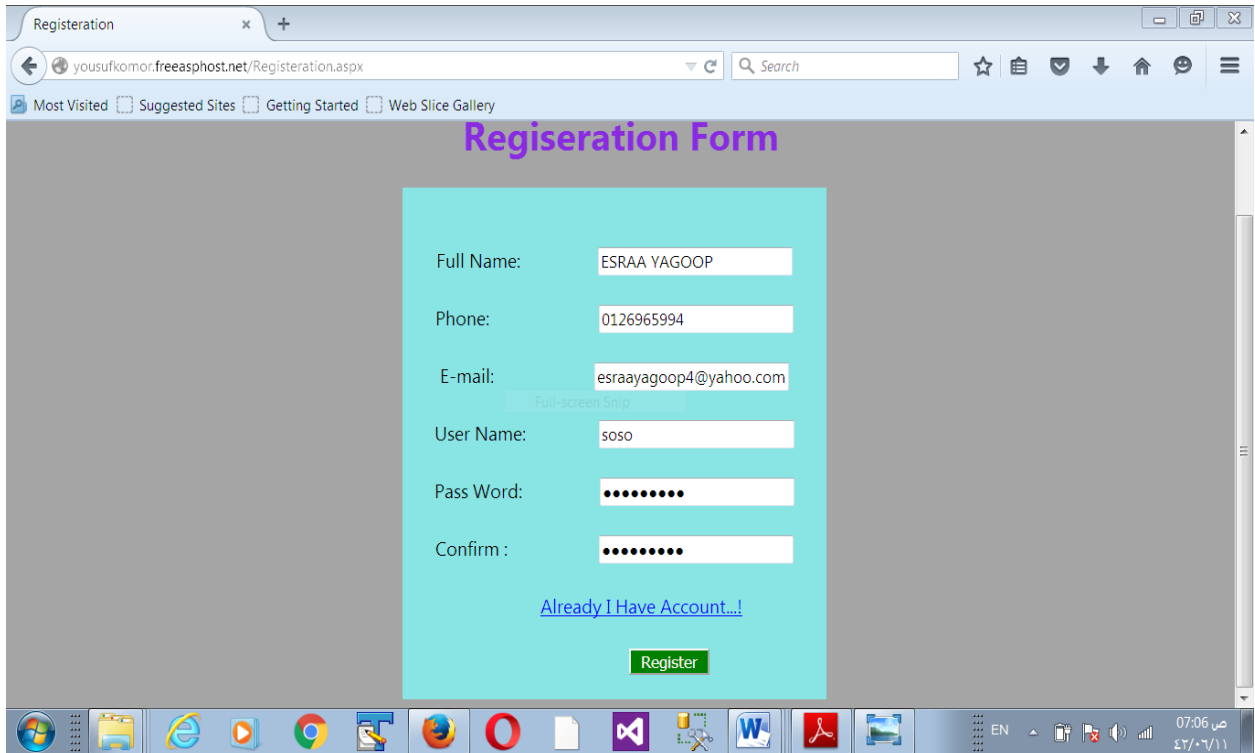 Registeration
yousufkomor.freeasphost.net/Registeration.aspx
Search
Most Visited Suggested Sites Getting Started Web Slice Gallery
Regiseration Form
Full Name: ESRAA YAGOOP
Phone: 0126965994
E-mail: esraayagoop4@yahoo.com
Full-screen Snip
User Name: soso
Pass Word: •••••••••
Confirm : •••••••••
Already I Have Account...!
Register
EN
07:06 ص
٤٢/٠٦/١١